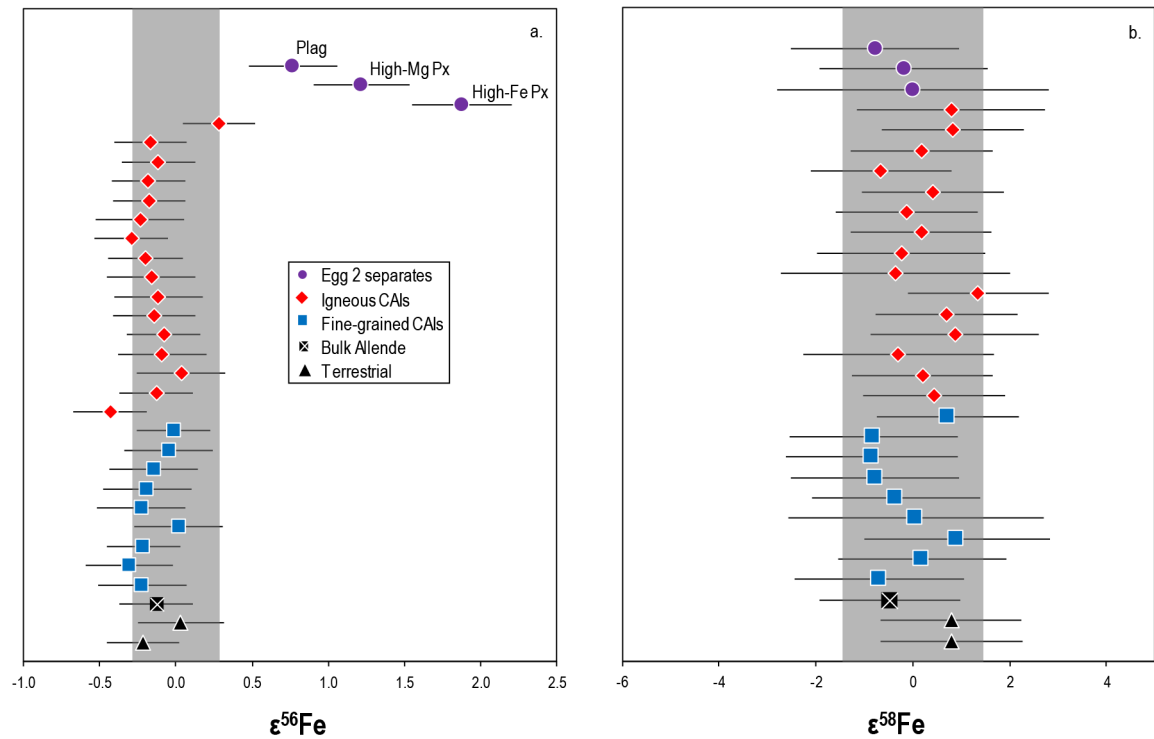 a.
Plag
High-Mg Px
High-Fe Px
Egg 2 separates
Igneous CAIs
Fine-grained CAIs
Bulk Allende
Terrestrial
-1.0 -0.5 0.0 0.5 1.0 1.5 2.0 2.5
ε⁵⁶Fe
b.
-6 -4 -2 0 2 4
ε⁵⁸Fe